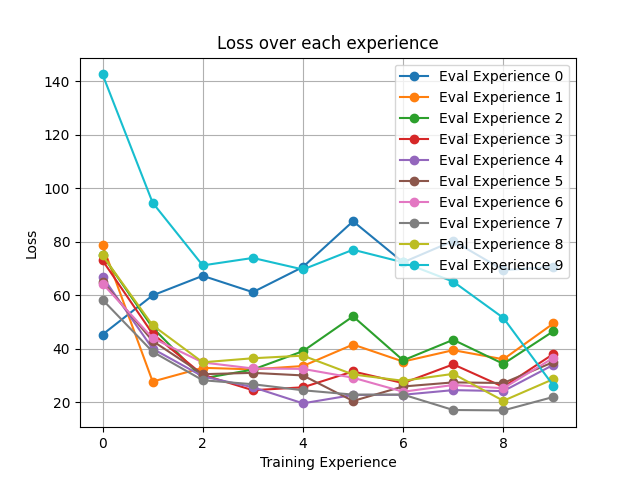 Loss over each experience
140
120
100
80
60
40
20
Loss
0
2
4
6
8
Training Experience
Eval Experience 0
Eval Experience 1
Eval Experience 2
Eval Experience 3
Eval Experience 4
Eval Experience 5
Eval Experience 6
Eval Experience 7
Eval Experience 8
Eval Experience 9